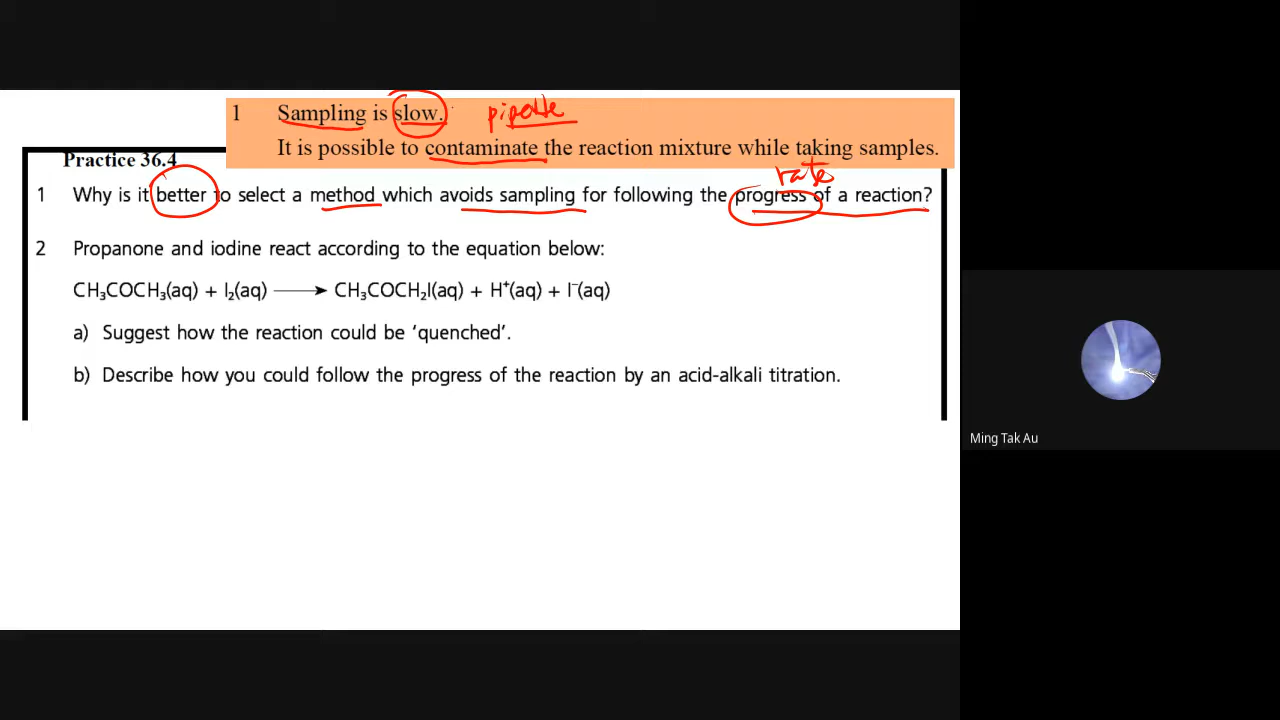 1 Sampling is slow. pipette
It is possible to contaminate the reaction mixture while taking samples.
Practice 36.4
rate
1 Why is it better to select a method which avoids sampling for following the progress of a reaction?
2 Propanone and iodine react according to the equation below:
CH₃COCH₃(aq) + I₂(aq) ⟶ CH₃COCH₂I(aq) + H⁺(aq) + I⁻(aq)
a) Suggest how the reaction could be ‘quenched’.
b) Describe how you could follow the progress of the reaction by an acid-alkali titration.
Ming Tak Au